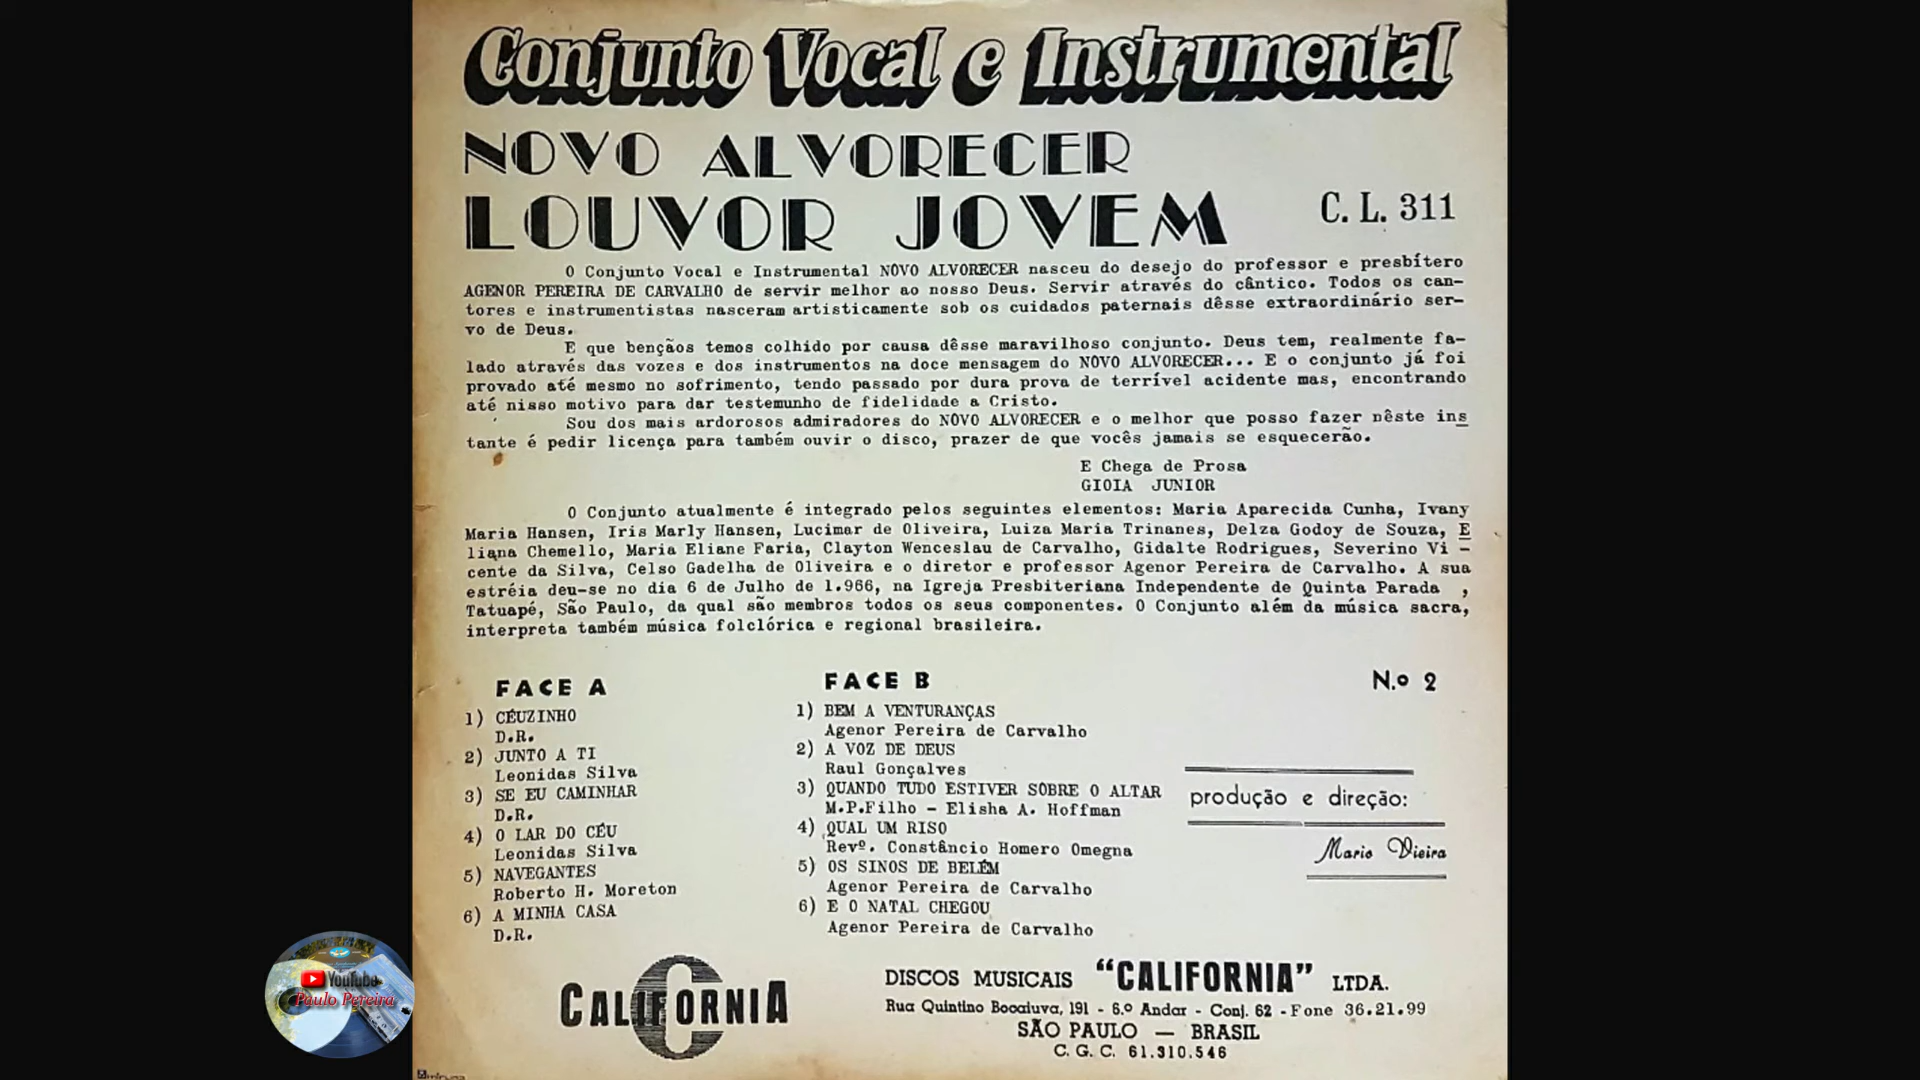 Conjunto Vocal e Instrumental
NOVO ALVORECER
LOUVOR JOVEM
C. L. 311
O Conjunto Vocal e Instrumental NÔVO ALVORECER nasceu do desejo do professor e presbítero
AGENOR PEREIRA DE CARVALHO de servir melhor ao nosso Deus. Servir através do cântico. Todos os can-
tores e instrumentistas nasceram artisticamente sob os cuidados paternais dêsse extraordinário ser-
vo de Deus.
E que bençãos temos colhido por causa dêsse maravilhoso conjunto. Deus tem, realmente fa-
lado através das vozes e dos instrumentos na doce mensagem do NÔVO ALVORECER... E o conjunto já foi
provado até mesmo no sofrimento, tendo passado por dura prova de terrível acidente mas, encontrando
até nisso motivo para dar testemunho de fidelidade a Cristo.
Sou dos mais ardorosos admiradores do NÔVO ALVORECER e o melhor que posso fazer nêste ins
tante é pedir licença para também ouvir o disco, prazer de que vocês jamais se esquecerão.
E Chega de Prosa
GIOIA JUNIOR
O Conjunto atualmente é integrado pelos seguintes elementos: Maria Aparecida Cunha, Ivany
Maria Hansen, Iris Marly Hansen, Lucimar de Oliveira, Luiza Maria Trinanes, Delza Godoy de Souza, E
liana Chemello, Maria Eliane Faria, Clayton Wenceslau de Carvalho, Gidalte Rodrigues, Severino Vi -
cente da Silva, Celso Gadelha de Oliveira e o diretor e professor Agenor Pereira de Carvalho. A sua
estréia deu-se no dia 6 de Julho de 1.966, na Igreja Presbiteriana Independente de Quinta Parada ,
Tatuapé, São Paulo, da qual são membros todos os seus componentes. O Conjunto além da música sacra,
interpreta também música folclórica e regional brasileira.
FACE A
1) CÉUZINHO
D.R.
2) JUNTO A TI
Leonidas Silva
3) SE EU CAMINHAR
D.R.
4) O LAR DO CÉU
Leonidas Silva
5) NAVEGANTES
Roberto H. Moreton
6) A MINHA CASA
D.R.
FACE B
1) BEM A VENTURANÇAS
Agenor Pereira de Carvalho
2) A VOZ DE DEUS
Raul Gonçalves
3) QUANDO TUDO ESTIVER SÔBRE O ALTAR
M.P.Filho - Elisha A. Hoffman
4) QUAL UM RISO
Revº. Constâncio Homero Omegna
5) OS SINOS DE BELÉM
Agenor Pereira de Carvalho
6) E O NATAL CHEGOU
Agenor Pereira de Carvalho
N.o 2
produção e direção:
Mario Vieira
CALIFORNIA
DISCOS MUSICAIS "CALIFORNIA" LTDA.
Rua Quintino Bocaiuva, 191 - 6.º Andar - Conj. 62 - Fone 36.21.99
SÃO PAULO — BRASIL
C. G. C. 61.310.546
YouTube
Paulo Pereira